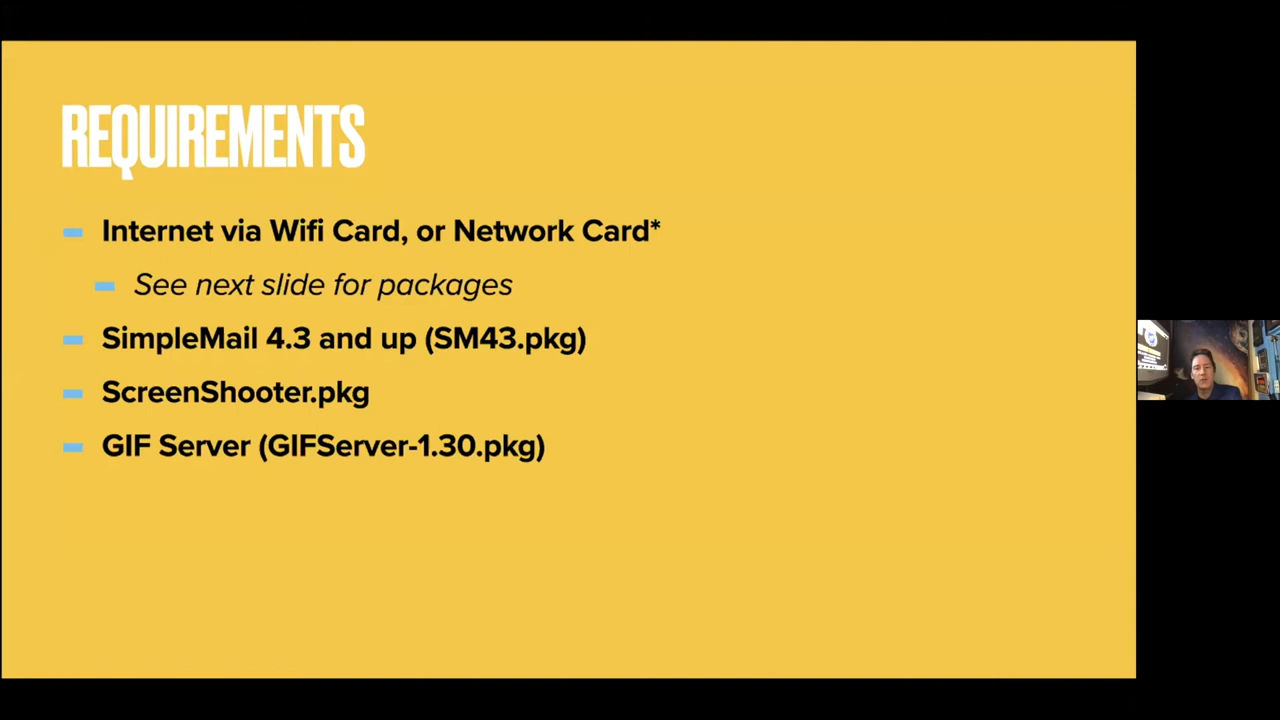 REQUIREMENTS
Internet via Wifi Card, or Network Card*
See next slide for packages
SimpleMail 4.3 and up (SM43.pkg)
ScreenShooter.pkg
GIF Server (GIFServer-1.30.pkg)